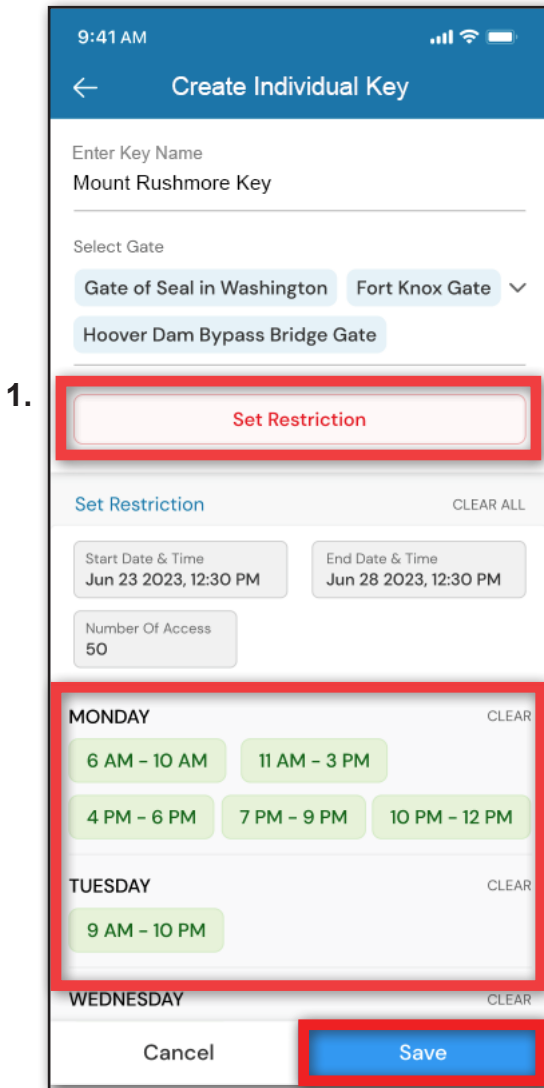 9:41 AM
Create Individual Key
Enter Key Name
Mount Rushmore Key
Select Gate
Gate of Seal in Washington Fort Knox Gate
Hoover Dam Bypass Bridge Gate
1.
Set Restriction
Set Restriction CLEAR ALL
Start Date & Time End Date & Time
Jun 23 2023, 12:30 PM Jun 28 2023, 12:30 PM
Number Of Access
50
MONDAY CLEAR
6 AM – 10 AM 11 AM – 3 PM
4 PM – 6 PM 7 PM – 9 PM 10 PM – 12 PM
TUESDAY CLEAR
9 AM – 10 PM
WEDNESDAY CLEAR
Cancel Save